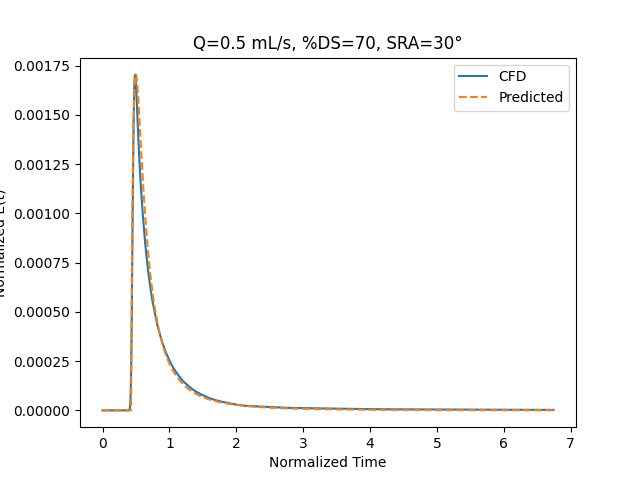 Q=0.5 mL/s, %DS=70, SRA=30°
CFD
Predicted
0.00175
0.00150
0.00125
0.00100
0.00075
0.00050
0.00025
0.00000
Normalized E(t)
0 1 2 3 4 5 6 7
Normalized Time